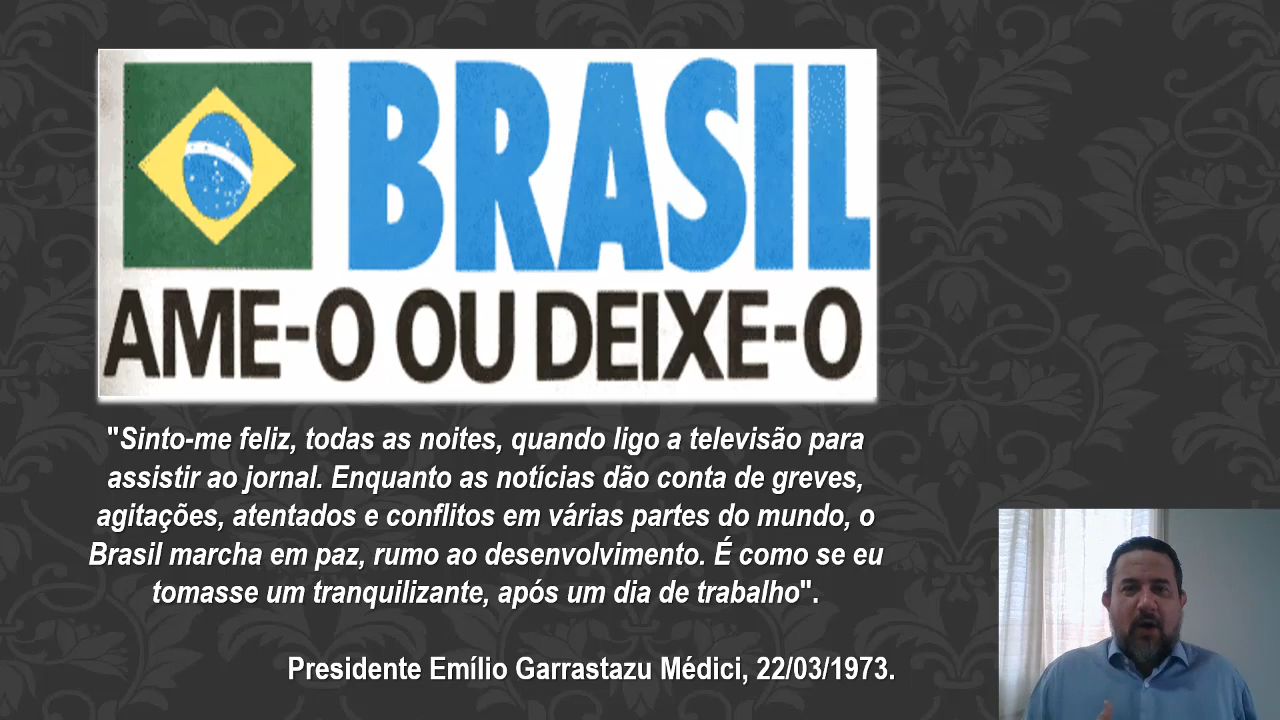 BRASIL
AME-O OU DEIXE-O
"Sinto-me feliz, todas as noites, quando ligo a televisão para
assistir ao jornal. Enquanto as notícias dão conta de greves,
agitações, atentados e conflitos em várias partes do mundo, o
Brasil marcha em paz, rumo ao desenvolvimento. É como se eu
tomasse um tranquilizante, após um dia de trabalho".
Presidente Emílio Garrastazu Médici, 22/03/1973.